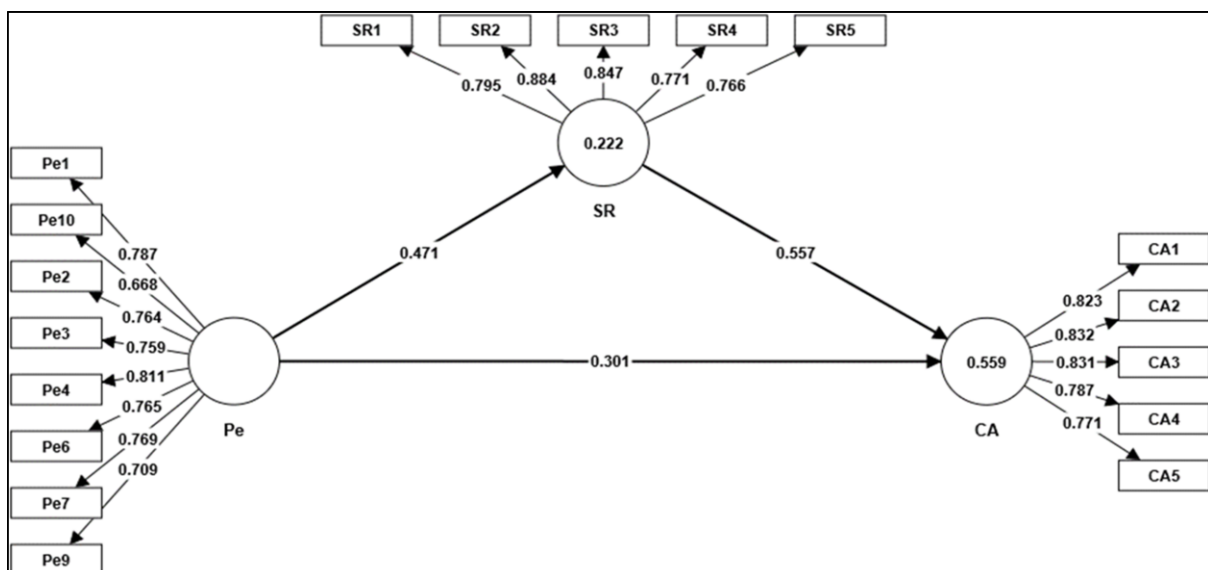 SR1 SR2 SR3 SR4 SR5
0.795 0.884 0.847 0.771 0.766
0.222
SR
Pe1
Pe10
Pe2
Pe3
Pe4
Pe6
Pe7
Pe9
0.787
0.668
0.764
0.759
0.811
0.765
0.769
0.709
Pe
0.471
0.557
0.301
0.559
CA
0.823
0.832
0.831
0.787
0.771
CA1
CA2
CA3
CA4
CA5